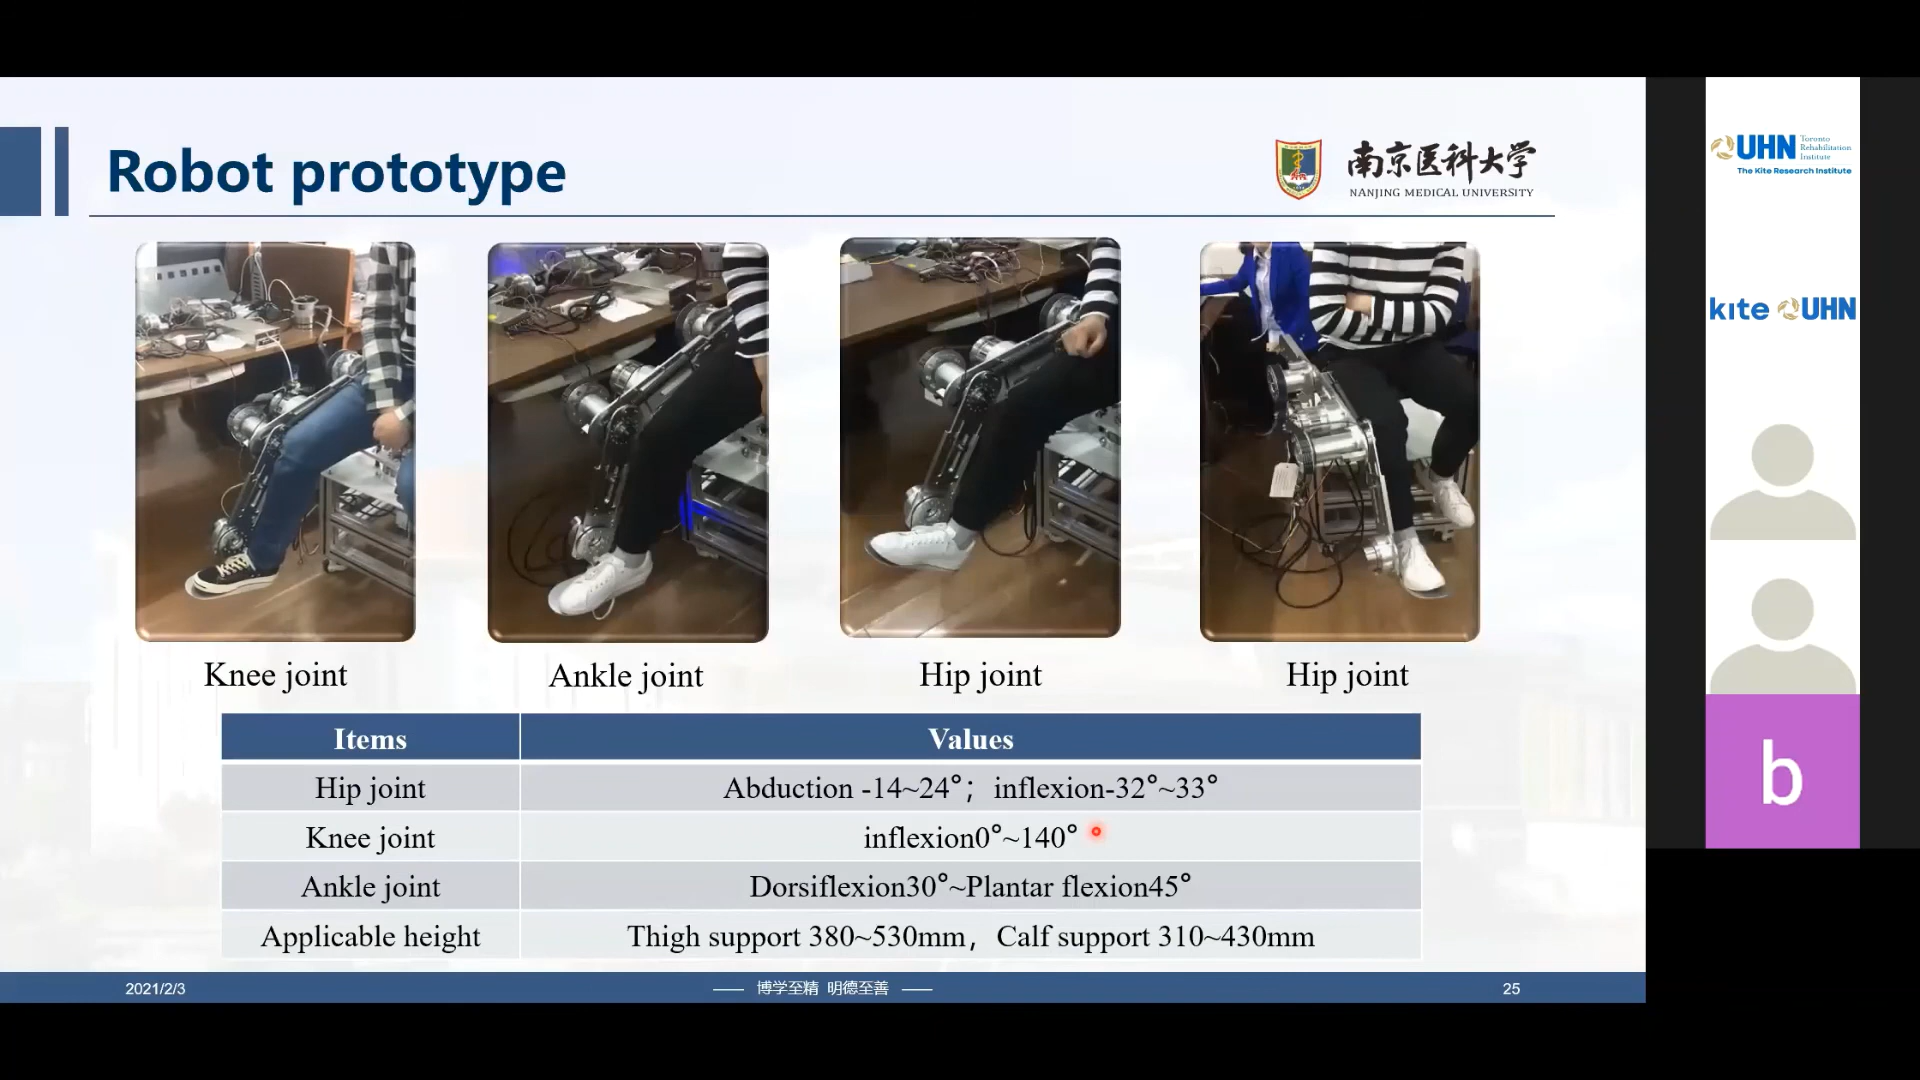 Robot prototype
南京医科大学
NANJING MEDICAL UNIVERSITY
Knee joint
Ankle joint
Hip joint
Hip joint
Items
Values
Hip joint
Abduction -14~24°；inflexion-32°~33°
Knee joint
inflexion0°~140°
Ankle joint
Dorsiflexion30°~Plantar flexion45°
Applicable height
Thigh support 380~530mm，Calf support 310~430mm
2021/2/3
—— 博学至精 明德至善 ——
25
UHN
Toronto
Rehabilitation
Institute
The Kite Research Institute
kite UHN
b